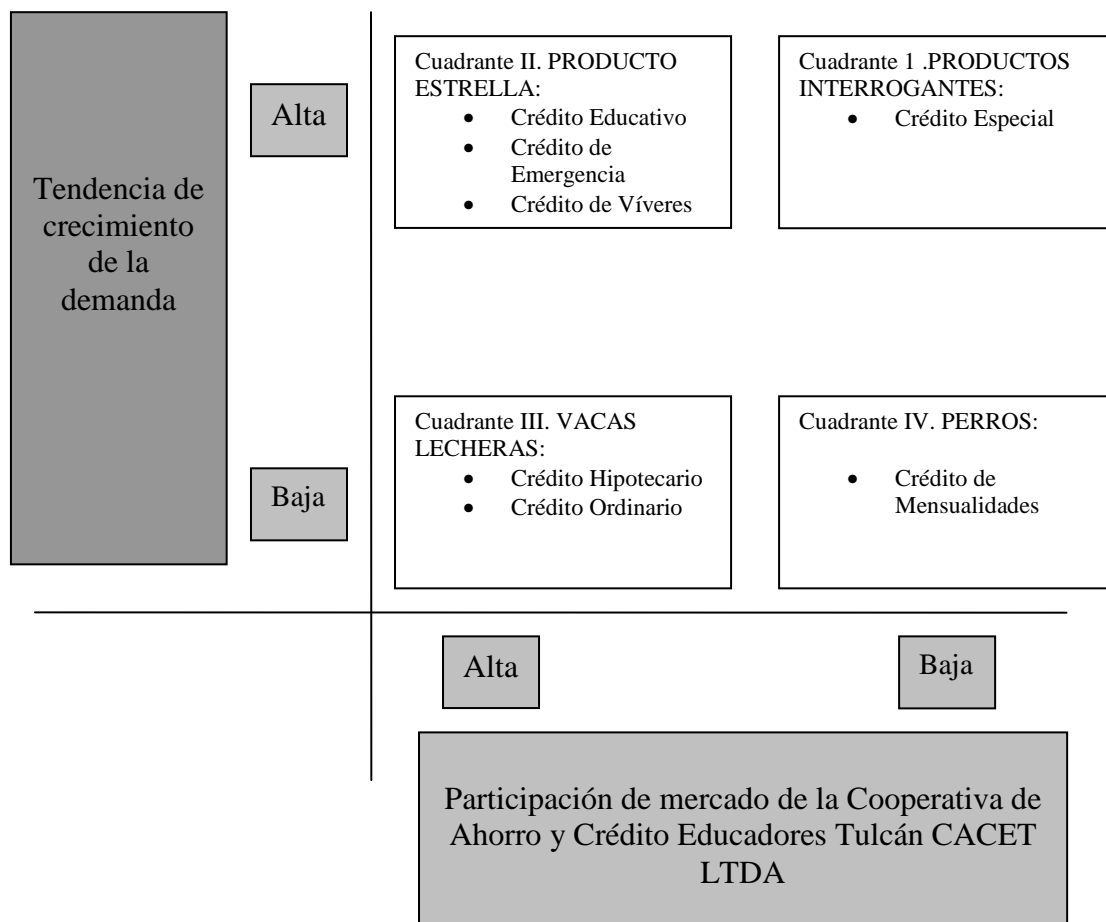 Tendencia de
crecimiento
de la
demanda
Alta
Cuadrante II. PRODUCTO
ESTRELLA:
• Crédito Educativo
• Crédito de
Emergencia
• Crédito de Víveres
Cuadrante 1 .PRODUCTOS
INTERROGANTES:
• Crédito Especial
Baja
Cuadrante III. VACAS
LECHERAS:
• Crédito Hipotecario
• Crédito Ordinario
Cuadrante IV. PERROS:
• Crédito de
Mensualidades
Alta
Baja
Participación de mercado de la Cooperativa de
Ahorro y Crédito Educadores Tulcán CACET
LTDA